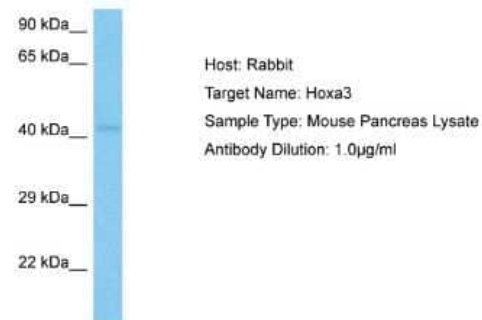 90 kDa
65 kDa
Host: Rabbit
Target Name: Hoxa3
Sample Type: Mouse Pancreas Lysate
40 kDa
Antibody Dilution: 1.0µg/ml
29 kDa
22 kDa